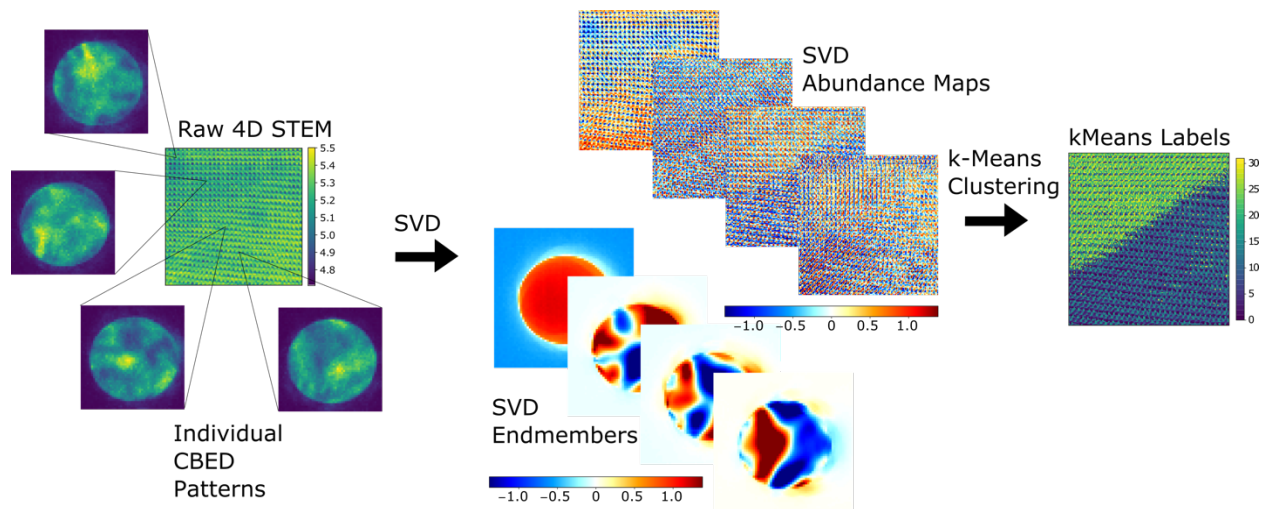 Raw 4D STEM
5.5
5.4
5.3
5.2
5.1
5.0
4.9
4.8
Individual
CBED
Patterns
SVD
SVD
Abundance Maps
−1.0 −0.5 0 0.5 1.0
SVD
Endmembers
−1.0 −0.5 0 0.5 1.0
k-Means
Clustering
kMeans Labels
30
25
20
15
10
5
0